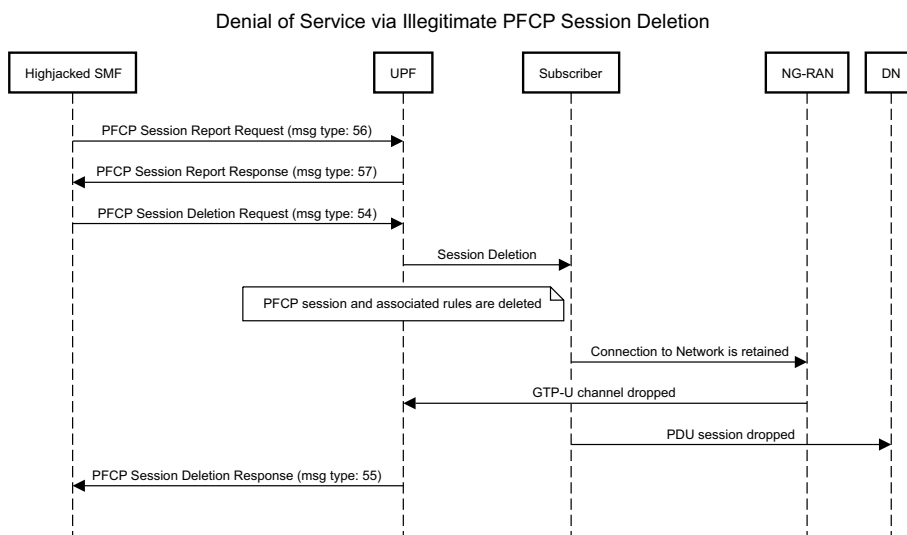 Denial of Service via Illegitimate PFCP Session Deletion
Highjacked SMF
UPF
Subscriber
NG-RAN
DN
PFCP Session Report Request (msg type: 56)
PFCP Session Report Response (msg type: 57)
PFCP Session Deletion Request (msg type: 54)
Session Deletion
PFCP session and associated rules are deleted
Connection to Network is retained
GTP-U channel dropped
PDU session dropped
PFCP Session Deletion Response (msg type: 55)